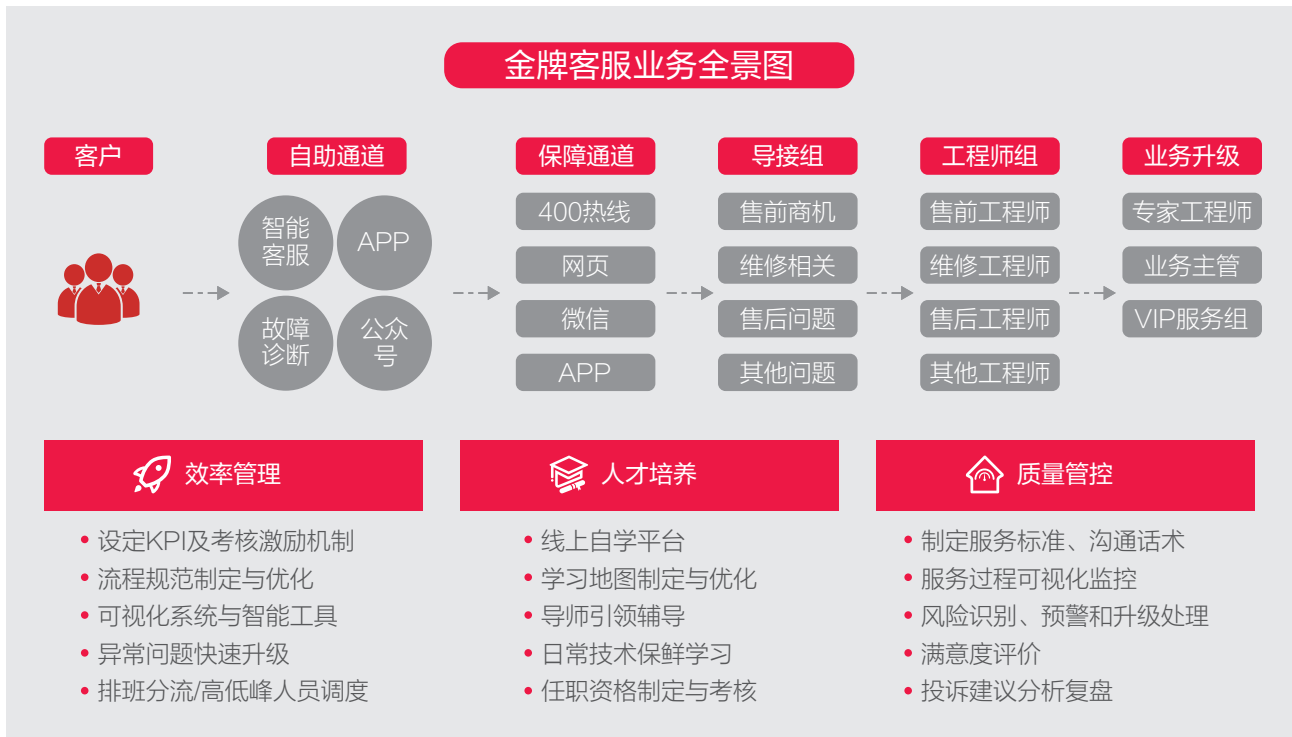 金牌客服业务全景图
客户
自助通道
保障通道
导接组
工程师组
业务升级
智能
客服
APP
故障
诊断
公众
号
400热线
网页
微信
APP
售前商机
维修相关
售后问题
其他问题
售前工程师
维修工程师
售后工程师
其他工程师
专家工程师
业务主管
VIP服务组
效率管理
• 设定KPI及考核激励机制
• 流程规范制定与优化
• 可视化系统与智能工具
• 异常问题快速升级
• 排班分流/高低峰人员调度
人才培养
• 线上自学平台
• 学习地图制定与优化
• 导师引领辅导
• 日常技术保鲜学习
• 任职资格制定与考核
质量管控
• 制定服务标准、沟通话术
• 服务过程可视化监控
• 风险识别、预警和升级处理
• 满意度评价
• 投诉建议分析复盘